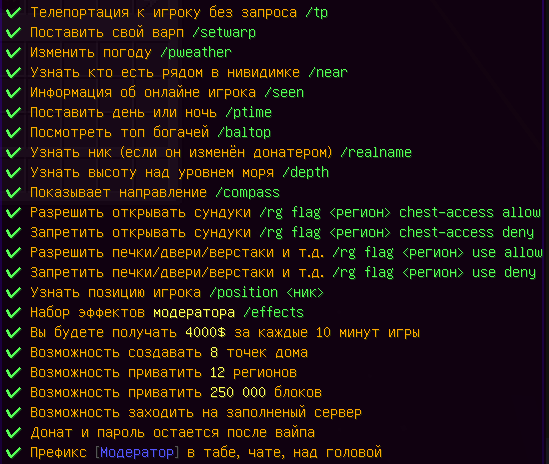 Телепортация к игроку без запроса /tp
Поставить свой варп /setwarp
Изменить погоду /pweather
Узнать кто есть рядом в нивидимке /near
Информация об онлайне игрока /seen
Поставить день или ночь /ptime
Посмотреть топ богачей /baltop
Узнать ник (если он изменён донатером) /realname
Узнать высоту над уровнем моря /depth
Показывает направление /compass
Разрешить открывать сундуки /rg flag <регион> chest-access allow
Запретить открывать сундуки /rg flag <регион> chest-access deny
Разрешить печки/двери/верстаки и т.д. /rg flag <регион> use allow
Запретить печки/двери/верстаки и т.д. /rg flag <регион> use deny
Узнать позицию игрока /position <ник>
Набор эффектов модератора /effects
Вы будете получать 4000$ за каждые 10 минут игры
Возможность создавать 8 точек дома
Возможность приватить 12 регионов
Возможность приватить 250 000 блоков
Возможность заходить на заполненый сервер
Донат и пароль остается после вайпа
Префикс [Модератор] в табе, чате, над головой